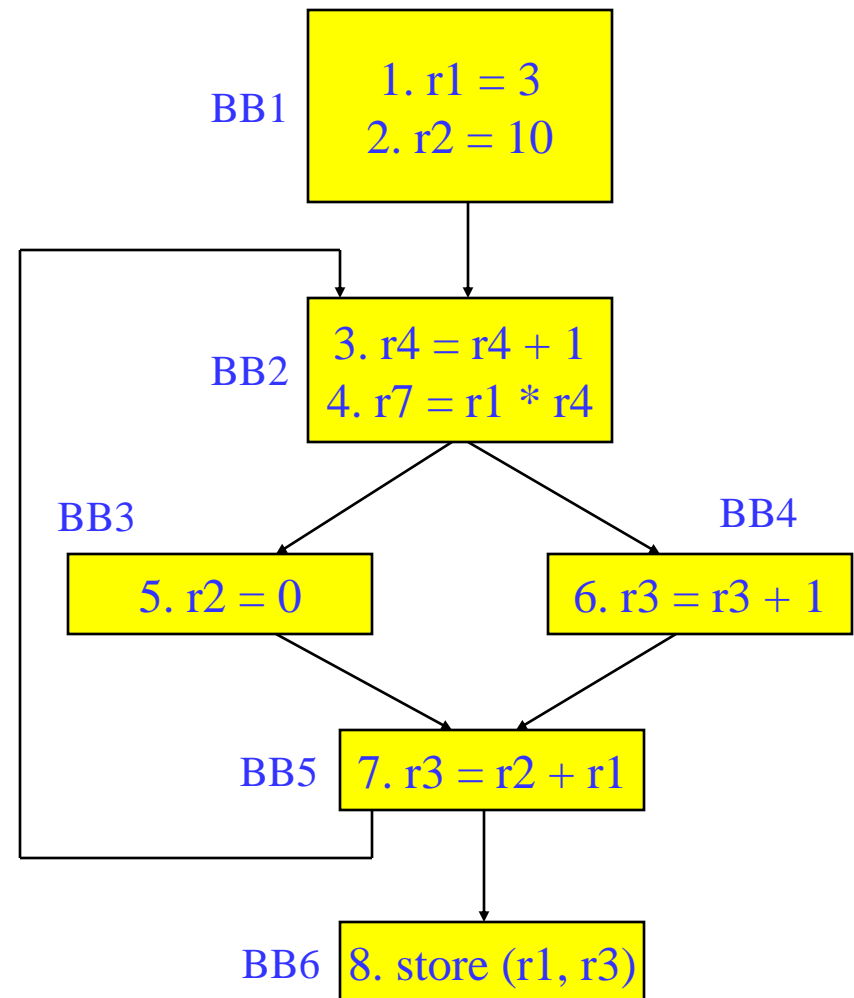 BB1
1. r1 = 3
2. r2 = 10
BB2
3. r4 = r4 + 1
4. r7 = r1 * r4
BB3
BB4
5. r2 = 0
6. r3 = r3 + 1
BB5
7. r3 = r2 + r1
BB6
8. store (r1, r3)